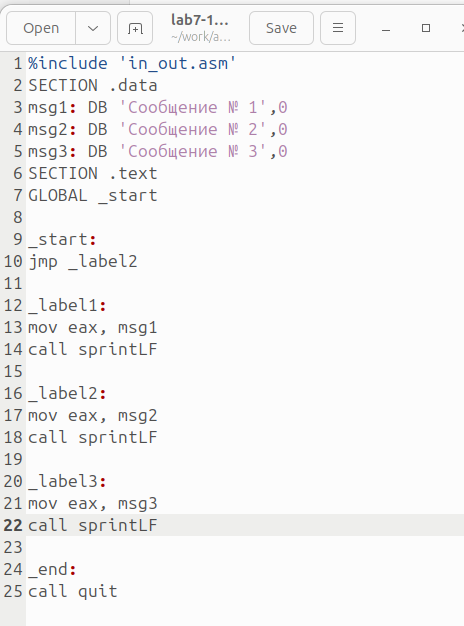 Open
lab7-1...
~/work/a...
Save
1 %include 'in_out.asm'
2 SECTION .data
3 msg1: DB 'Сообщение № 1',0
4 msg2: DB 'Сообщение № 2',0
5 msg3: DB 'Сообщение № 3',0
6 SECTION .text
7 GLOBAL _start
8
9 _start:
10 jmp _label2
11
12 _label1:
13 mov eax, msg1
14 call sprintLF
15
16 _label2:
17 mov eax, msg2
18 call sprintLF
19
20 _label3:
21 mov eax, msg3
22 call sprintLF
23
24 _end:
25 call quit